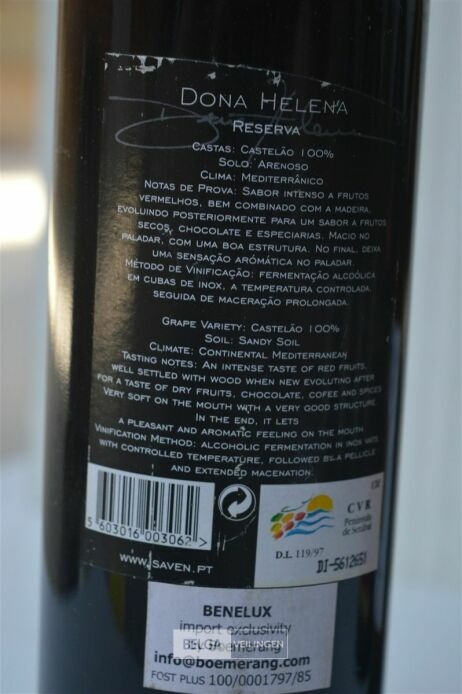 DONA HELENA
RESERVA
CASTAS: CASTELÃO 100%
SOLO: ARENOSO
CLIMA: MEDITERRÂNICO
NOTAS DE PROVA: SABOR INTENSO A FRUTOS
VERMELHOS, BEM COMBINADO COM A MADEIRA,
EVOLUINDO POSTERIORMENTE PARA UM SABOR A FRUTOS
SECOS, CHOCOLATE E ESPECIARIAS. MACIO NO
PALADAR, COM UMA BOA ESTRUTURA. NO FINAL, DEIXA
UMA SENSAÇÃO AROMÁTICA NO PALADAR.
MÉTODO DE VINIFICAÇÃO: FERMENTAÇÃO ALCOÓLICA
EM CUBAS DE INOX, A TEMPERATURA CONTROLADA,
SEGUIDA DE MACERAÇÃO PROLONGADA.
GRAPE VARIETY: CASTELÃO 100%
SOIL: SANDY SOIL
CLIMATE: CONTINENTAL MEDITERRANEAN
TASTING NOTES: AN INTENSE TASTE OF RED FRUITS,
WELL SETTLED WITH WOOD WHEN NEW EVOLUTING AFTER
FOR A TASTE OF DRY FRUITS, CHOCOLATE, COFEE AND SPICES
VERY SOFT ON THE MOUTH WITH A VERY GOOD STRUCTURE.
IN THE END, IT LETS
A PLEASANT AND AROMATIC FEELING ON THE MOUTH
VINIFICATION METHOD: ALCOHOLIC FERMENTATION IN INOX VATS
WITH CONTROLLED TEMPERATURE, FOLLOWED BY A PELLICLE
AND EXTENDED MACENATION.
5 603016 003062 >
WWW.SAVEN.PT
CVR
Península
de Setúbal
D.L. 119/97
DI-5612651
BENELUX
import exclusivity
BELGA VEILINGEN
Boemerang
info@boemerang.com
FOST PLUS 100/0001797/85